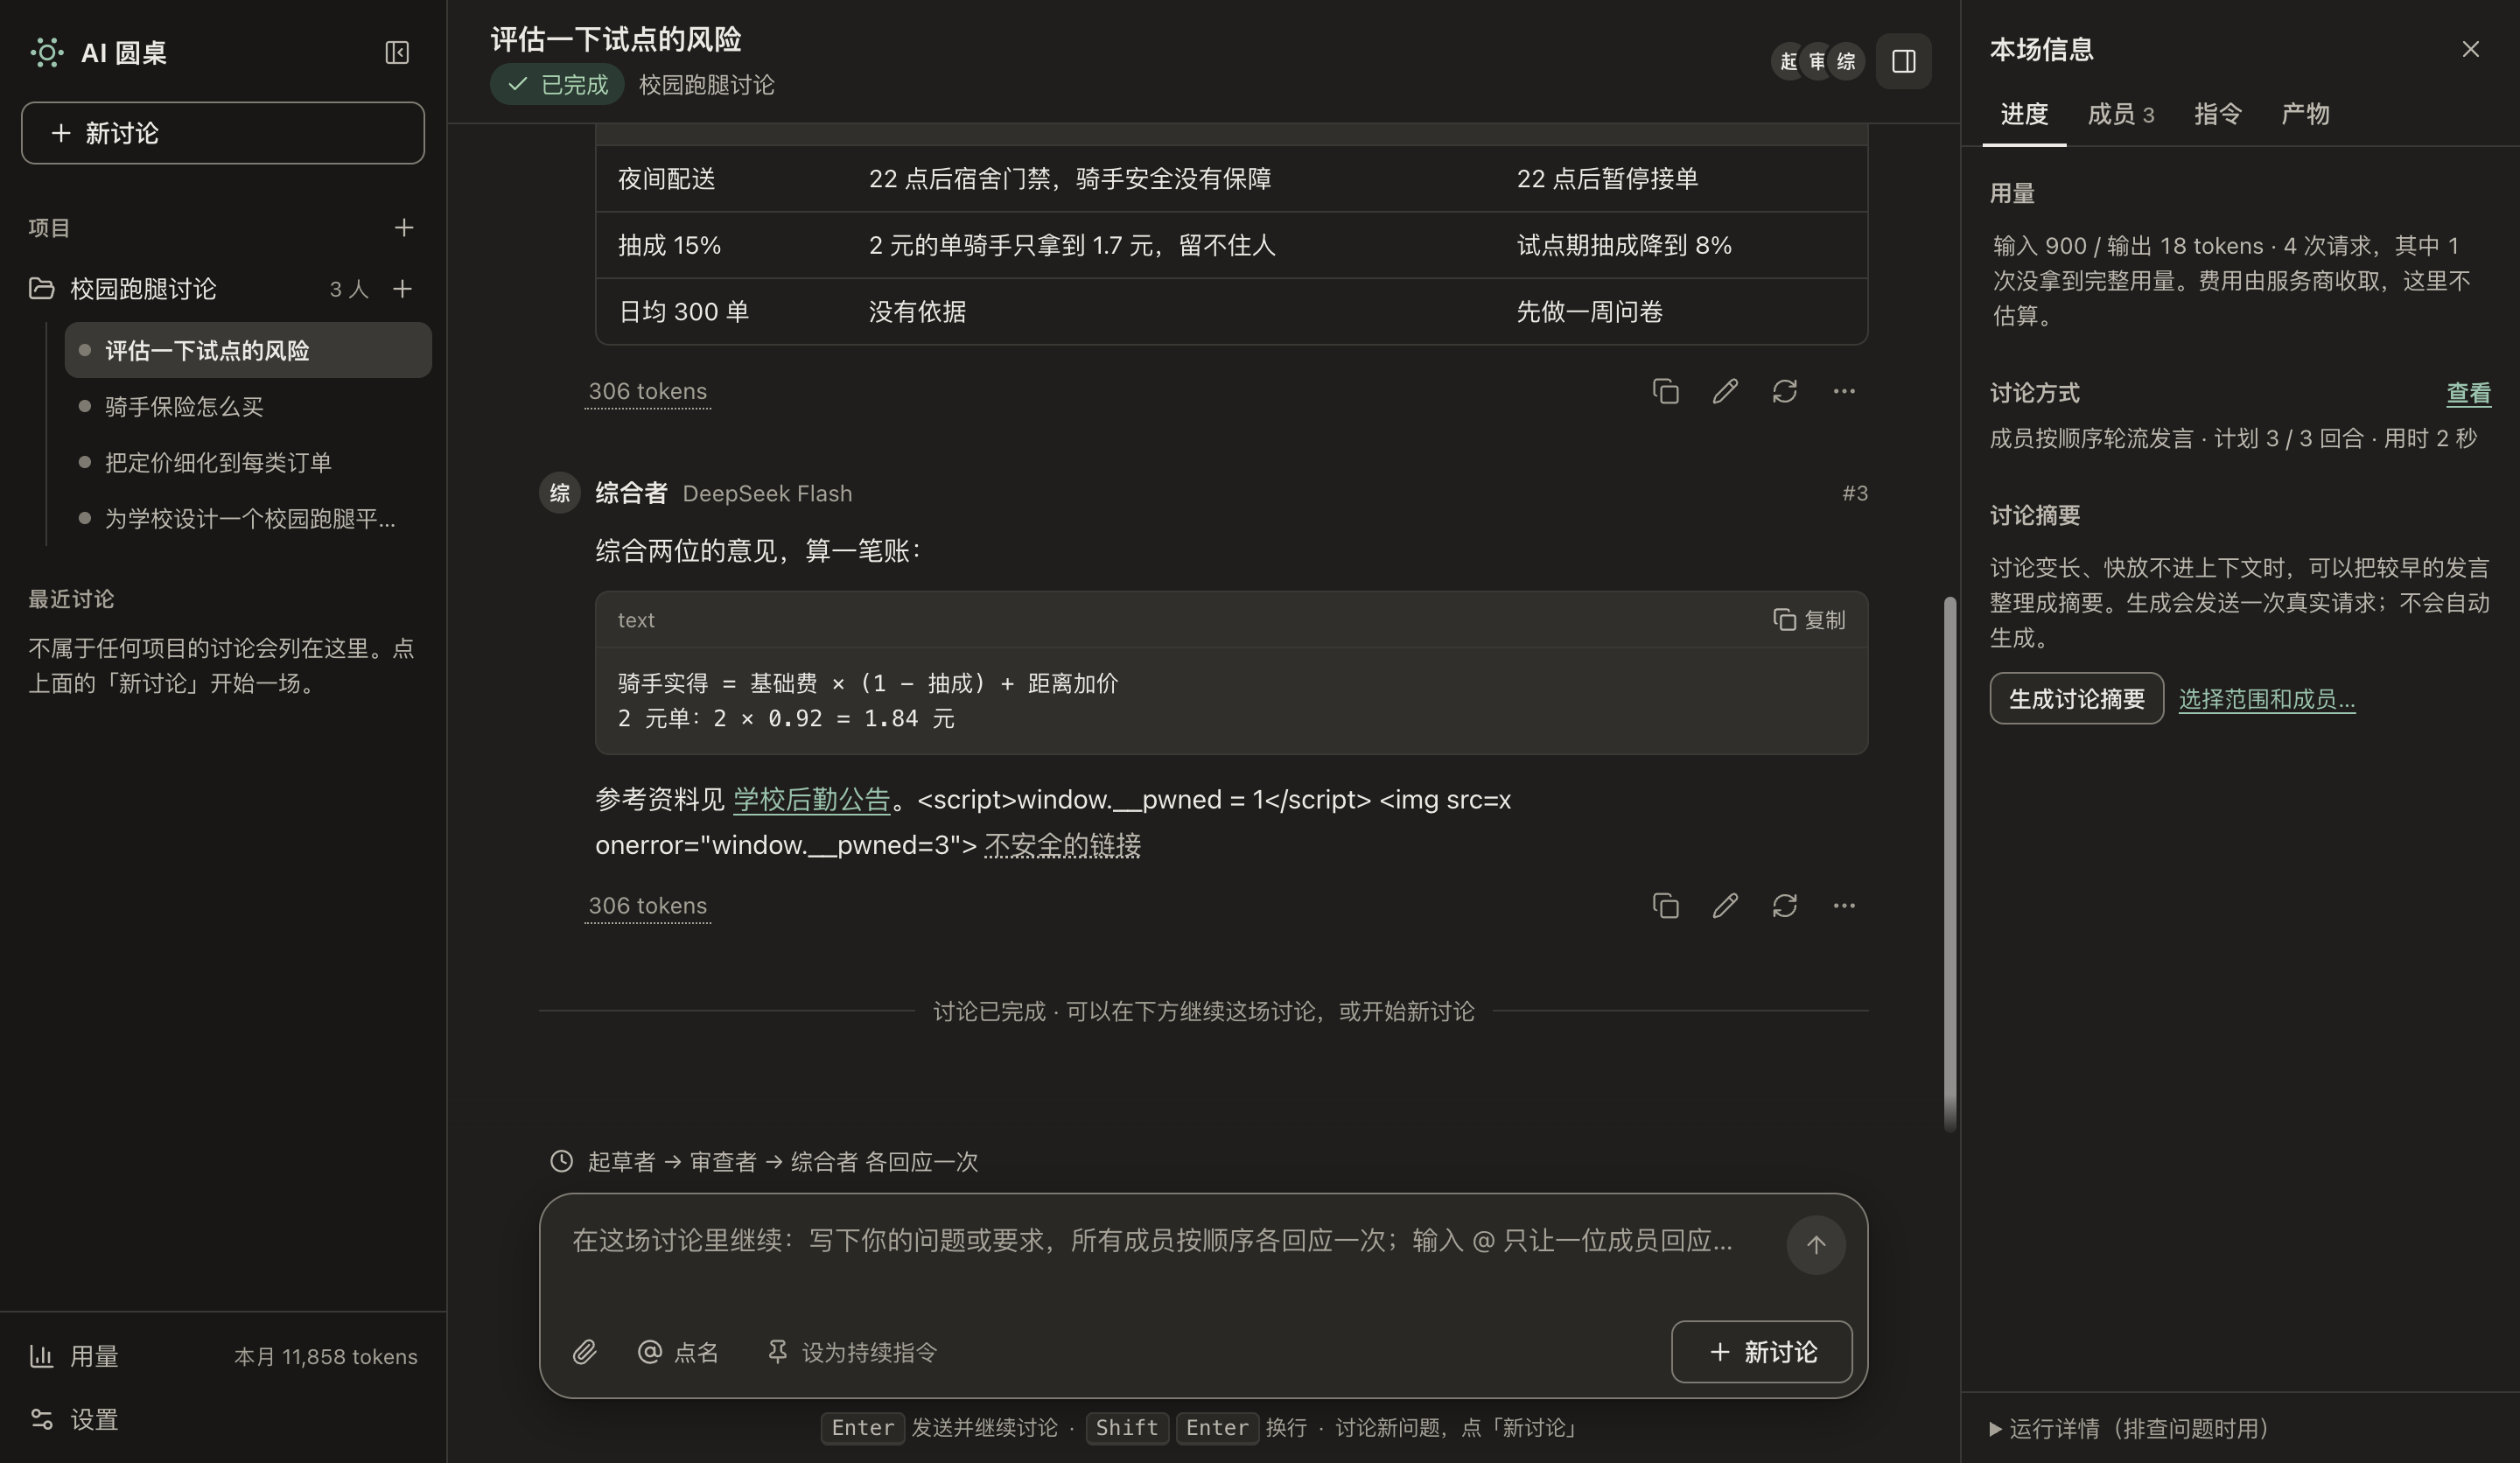 AI 圆桌
新讨论
项目
校园跑腿讨论 3 人
评估一下试点的风险
骑手保险怎么买
把定价细化到每类订单
为学校设计一个校园跑腿平...
最近讨论
不属于任何项目的讨论会列在这里。点
上面的「新讨论」开始一场。
用量 本月 11,858 tokens
设置
评估一下试点的风险
已完成 校园跑腿讨论
起 审 综
夜间配送 22 点后宿舍门禁，骑手安全没有保障 22 点后暂停接单
抽成 15% 2 元的单骑手只拿到 1.7 元，留不住人 试点期抽成降到 8%
日均 300 单 没有依据 先做一周问卷
306 tokens
综 综合者 DeepSeek Flash #3
综合两位的意见，算一笔账：
text 复制
骑手实得 = 基础费 × (1 − 抽成) + 距离加价
2 元单：2 × 0.92 = 1.84 元
参考资料见 学校后勤公告。<script>window.__pwned = 1</script> <img src=x
onerror="window.__pwned=3"> 不安全的链接
306 tokens
讨论已完成 · 可以在下方继续这场讨论，或开始新讨论
起草者 → 审查者 → 综合者 各回应一次
在这场讨论里继续：写下你的问题或要求，所有成员按顺序各回应一次；输入 @ 只让一位成员回应...
点名 设为持续指令 新讨论
Enter 发送并继续讨论 · Shift Enter 换行 · 讨论新问题，点「新讨论」
本场信息
进度 成员 3 指令 产物
用量
输入 900 / 输出 18 tokens · 4 次请求，其中 1
次没拿到完整用量。费用由服务商收取，这里不
估算。
讨论方式 查看
成员按顺序轮流发言 · 计划 3 / 3 回合 · 用时 2 秒
讨论摘要
讨论变长、快放不进上下文时，可以把较早的发言
整理成摘要。生成会发送一次真实请求；不会自动
生成。
生成讨论摘要 选择范围和成员...
运行详情（排查问题时用）